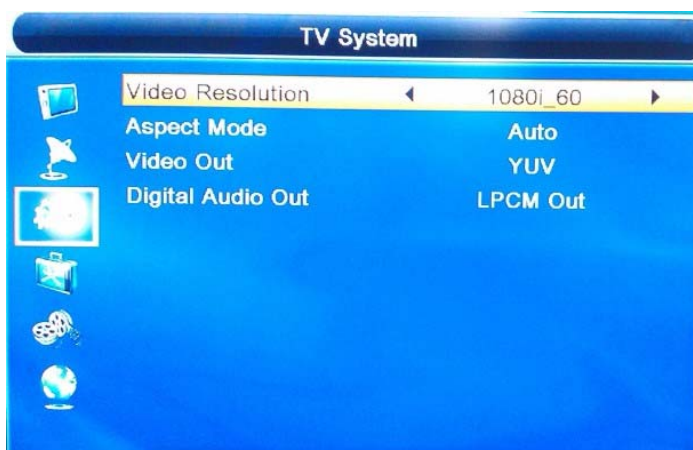 TV System
Video Resolution 1080i_60
Aspect Mode Auto
Video Out YUV
Digital Audio Out LPCM Out